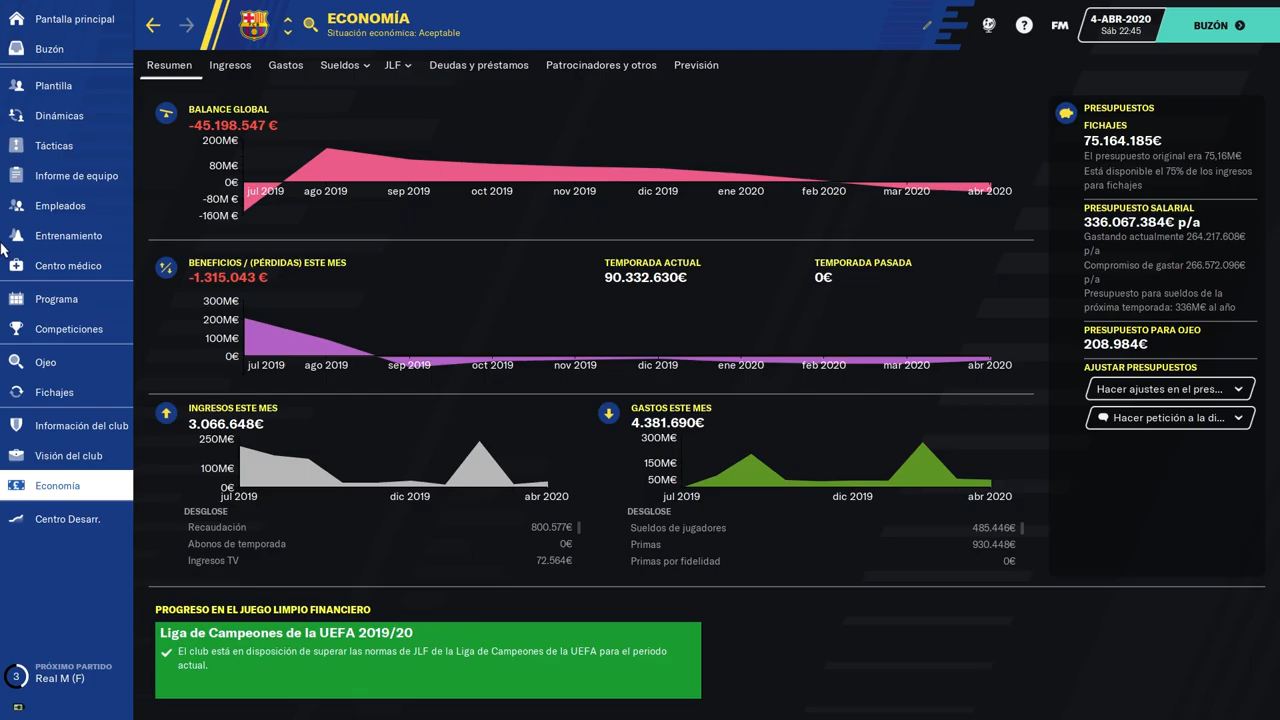 Pantalla principal
Buzón
Plantilla
Dinámicas
Tácticas
Informe de equipo
Empleados
Entrenamiento
Centro médico
Programa
Competiciones
Ojeo
Fichajes
Información del club
Visión del club
Economía
Centro Desarr.
3
PRÓXIMO PARTIDO
Real M (F)
ECONOMÍA
Situación económica: Aceptable
?
FM
4-ABR-2020
Sáb 22:45
BUZÓN
Resumen
Ingresos
Gastos
Sueldos
JLF
Deudas y préstamos
Patrocinadores y otros
Previsión
BALANCE GLOBAL
-45.198.547 €
200M€
80M€
0€
-80M €
-160M €
jul 2019
ago 2019
sep 2019
oct 2019
nov 2019
dic 2019
ene 2020
feb 2020
mar 2020
abr 2020
BENEFICIOS / (PÉRDIDAS) ESTE MES
-1.315.043 €
TEMPORADA ACTUAL
90.332.630€
TEMPORADA PASADA
0€
300M€
200M€
100M€
0€
jul 2019
ago 2019
sep 2019
oct 2019
nov 2019
dic 2019
ene 2020
feb 2020
mar 2020
abr 2020
INGRESOS ESTE MES
3.066.648€
250M€
100M€
0€
jul 2019
dic 2019
abr 2020
DESGLOSE
Recaudación 800.577€
Abonos de temporada 0€
Ingresos TV 72.564€
GASTOS ESTE MES
4.381.690€
300M€
150M€
50M€
jul 2019
dic 2019
abr 2020
DESGLOSE
Sueldos de jugadores 485.446€
Primas 930.448€
Primas por fidelidad 0€
PROGRESO EN EL JUEGO LIMPIO FINANCIERO
Liga de Campeones de la UEFA 2019/20
El club está en disposición de superar las normas de JLF de la Liga de Campeones de la UEFA para el periodo
actual.
PRESUPUESTOS
FICHAJES
75.164.185€
El presupuesto original era 75,16M€
Está disponible el 75% de los ingresos
para fichajes
PRESUPUESTO SALARIAL
336.067.384€ p/a
Gastando actualmente 264.217.608€
p/a
Compromiso de gastar 266.572.096€
p/a
Presupuesto para sueldos de la
próxima temporada: 336M€ al año
PRESUPUESTO PARA OJEO
208.984€
AJUSTAR PRESUPUESTOS
Hacer ajustes en el pres...
Hacer petición a la di...